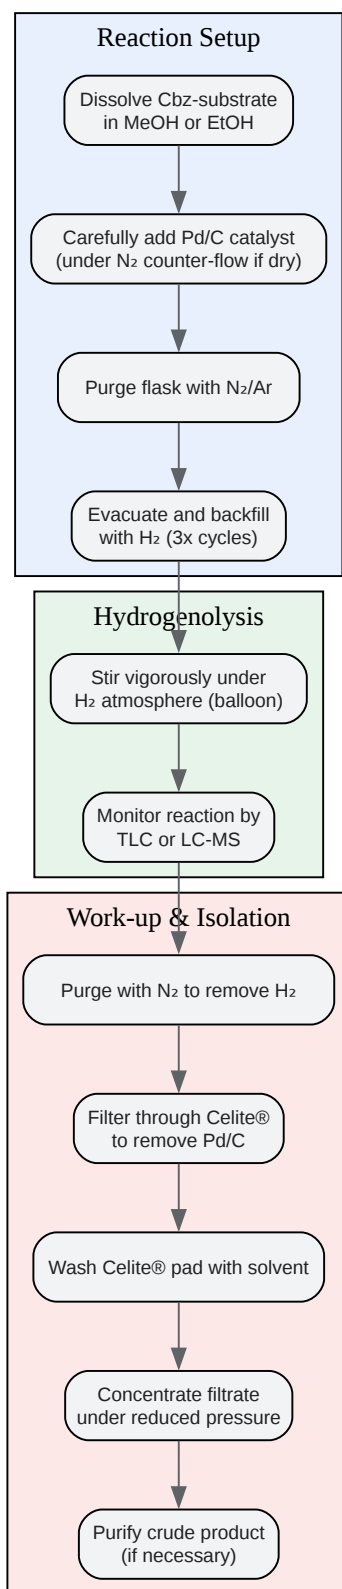 Reaction Setup
Dissolve Cbz-substrate
in MeOH or EtOH
Carefully add Pd/C catalyst
(under N₂ counter-flow if dry)
Purge flask with N₂/Ar
Evacuate and backfill
with H₂ (3x cycles)
Hydrogenolysis
Stir vigorously under
H₂ atmosphere (balloon)
Monitor reaction by
TLC or LC-MS
Work-up & Isolation
Purge with N₂ to remove H₂
Filter through Celite®
to remove Pd/C
Wash Celite® pad with solvent
Concentrate filtrate
under reduced pressure
Purify crude product
(if necessary)